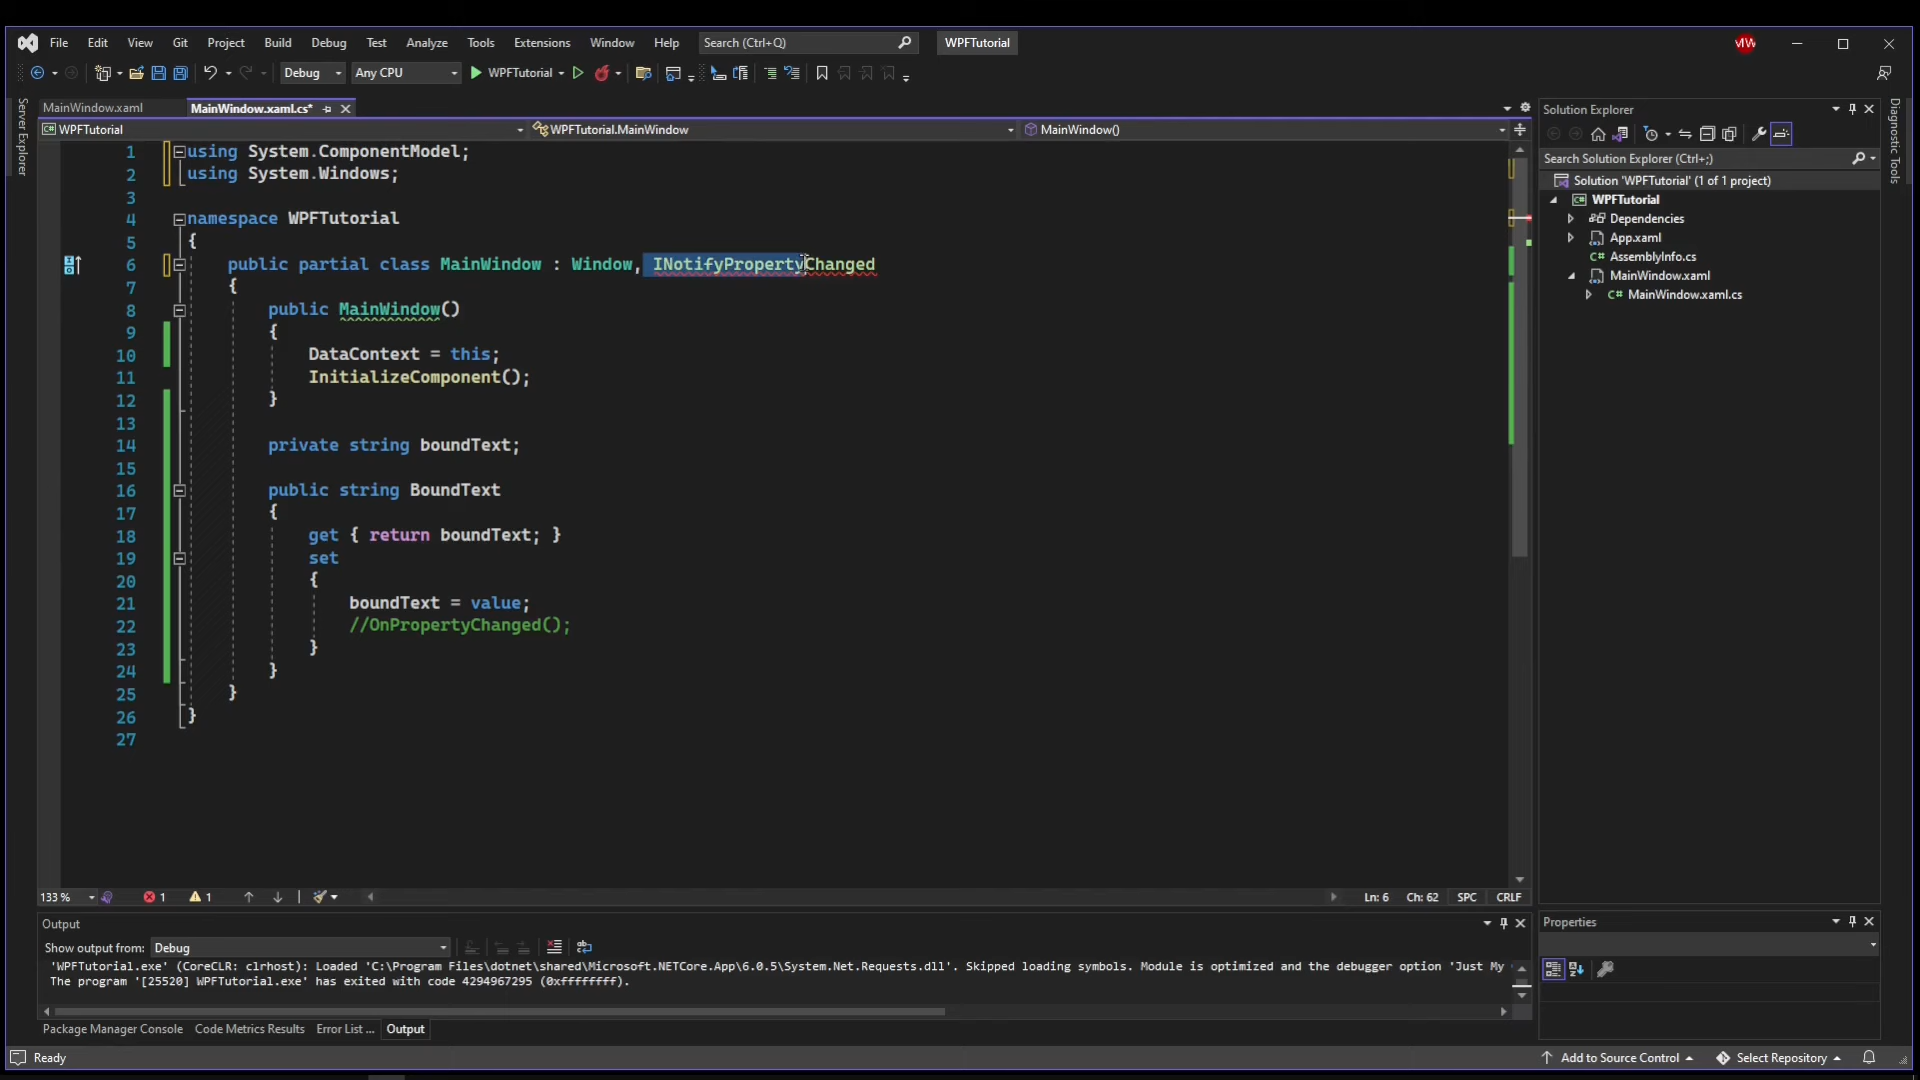 File Edit View Git Project Build Debug Test Analyze Tools Extensions Window Help Search (Ctrl+Q) WPFTutorial MW
Debug Any CPU WPFTutorial
Server Explorer
MainWindow.xaml MainWindow.xaml.cs*
WPFTutorial WPFTutorial.MainWindow MainWindow()
1 using System.ComponentModel;
2 using System.Windows;
3
4 namespace WPFTutorial
5 {
6 public partial class MainWindow : Window, INotifyPropertyChanged
7 {
8 public MainWindow()
9 {
10 DataContext = this;
11 InitializeComponent();
12 }
13
14 private string boundText;
15
16 public string BoundText
17 {
18 get { return boundText; }
19 set
20 {
21 boundText = value;
22 //OnPropertyChanged();
23 }
24 }
25 }
26 }
27
133 % 1 1 Ln: 6 Ch: 62 SPC CRLF
Output
Show output from: Debug
'WPFTutorial.exe' (CoreCLR: clrhost): Loaded 'C:\Program Files\dotnet\shared\Microsoft.NETCore.App\6.0.5\System.Net.Requests.dll'. Skipped loading symbols. Module is optimized and the debugger option 'Just My
The program '[25520] WPFTutorial.exe' has exited with code 4294967295 (0xffffffff).
Package Manager Console Code Metrics Results Error List ... Output
Solution Explorer
Search Solution Explorer (Ctrl+;)
Solution 'WPFTutorial' (1 of 1 project)
WPFTutorial
Dependencies
App.xaml
C# AssemblyInfo.cs
MainWindow.xaml
C# MainWindow.xaml.cs
Diagnostic Tools
Properties
Ready Add to Source Control Select Repository